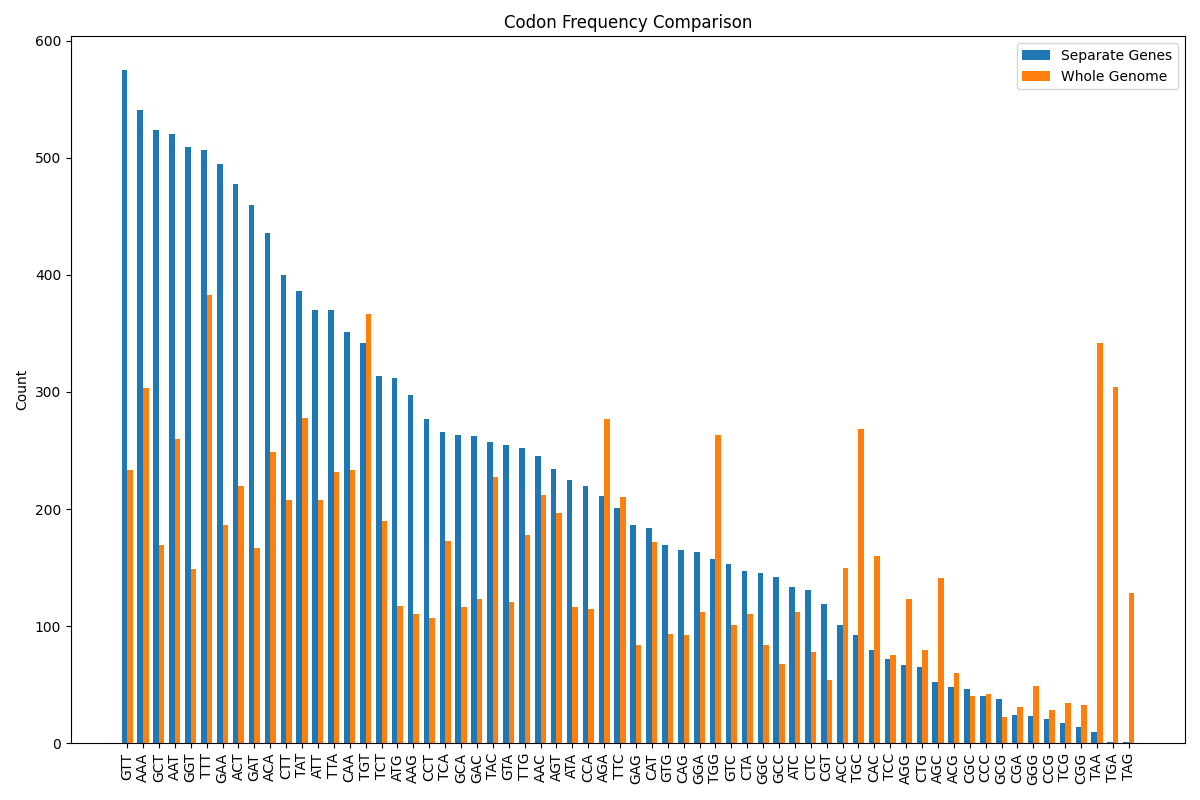 Codon Frequency Comparison
Separate Genes
Whole Genome
Count
600
500
400
300
200
100
0
GTT AAA GCT AAT GGT TTT GAA ACT GAT ACA CTT TAT ATT TTA CAA TGT TCT ATG AAG CCT TCA GCA GAC TAC GTA TTG AAC AGT ATA CCA AGA TTC GAG CAT GTG CAG GGA TGG GTC CTA GGC GCC ATC CTC CGT ACC TGC CAC TCC AGG CTG AGC ACG CGC CCC GCG CGA GGG CCG TCG CGG TAA TGA TAG